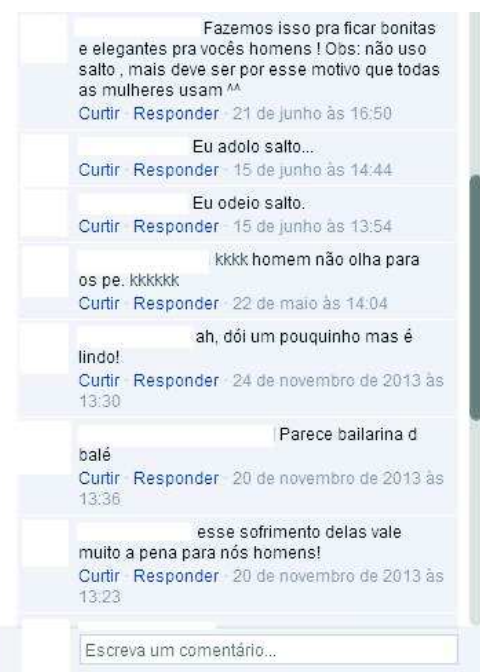 Fazemos isso pra ficar bonitas
e elegantes pra vocês homens ! Obs: não uso
salto , mais deve ser por esse motivo que todas
as mulheres usam ^^
Curtir · Responder · 21 de junho às 16:50
Eu adolo salto...
Curtir · Responder · 15 de junho às 14:44
Eu odeio salto.
Curtir · Responder · 15 de junho às 13:54
kkkk homem não olha para
os pe. kkkkkk
Curtir · Responder · 22 de maio às 14:04
ah, dói um pouquinho mas é
lindo!
Curtir · Responder · 24 de novembro de 2013 às
13:30
Parece bailarina d
balé
Curtir · Responder · 20 de novembro de 2013 às
13:36
esse sofrimento delas vale
muito a pena para nós homens!
Curtir · Responder · 20 de novembro de 2013 às
13:23
Escreva um comentário...